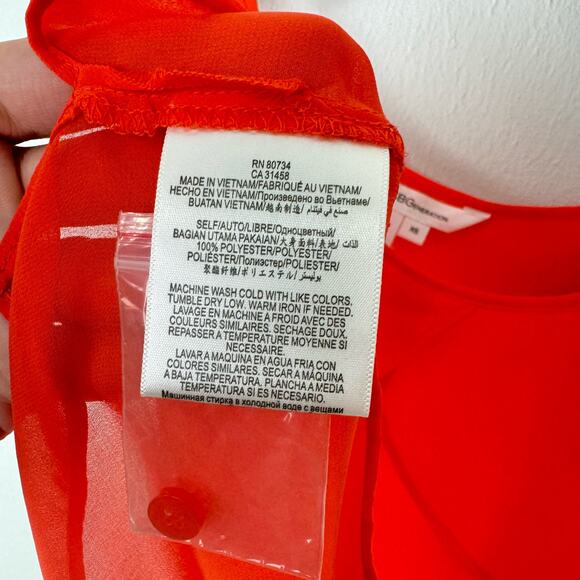 RN 80734
CA 31458
MADE IN VIETNAM/FABRIQUÉ AU VIETNAM/
HECHO EN VIETNAM/Произведено во Вьетнаме/
BUATAN VIETNAM/越南制造/ صنع في فيتنام
SELF/AUTO/LIBRE/Одноцветный/
BAGIAN UTAMA PAKAIAN/大身面料/表地/ الذات
100% POLYESTER/POLYESTER/
POLIÉSTER/Полиэстер/POLIESTER/
聚酯纤维/ポリエステル/ بوليستر
MACHINE WASH COLD WITH LIKE COLORS.
TUMBLE DRY LOW. WARM IRON IF NEEDED.
LAVAGE EN MACHINE A FROID AVEC DES
COULEURS SIMILAIRES. SECHAGE DOUX.
REPASSER A TEMPERATURE MOYENNE SI
NECESSAIRE.
LAVAR A MAQUINA EN AGUA FRIA CON
COLORES SIMILARES. SECAR A MAQUINA
A BAJA TEMPERATURA. PLANCHA A MEDIA
TEMPERATURA SI ES NECESARIO.
Машинная стирка в холодной воде с вещами
BCBGENERATION
XS